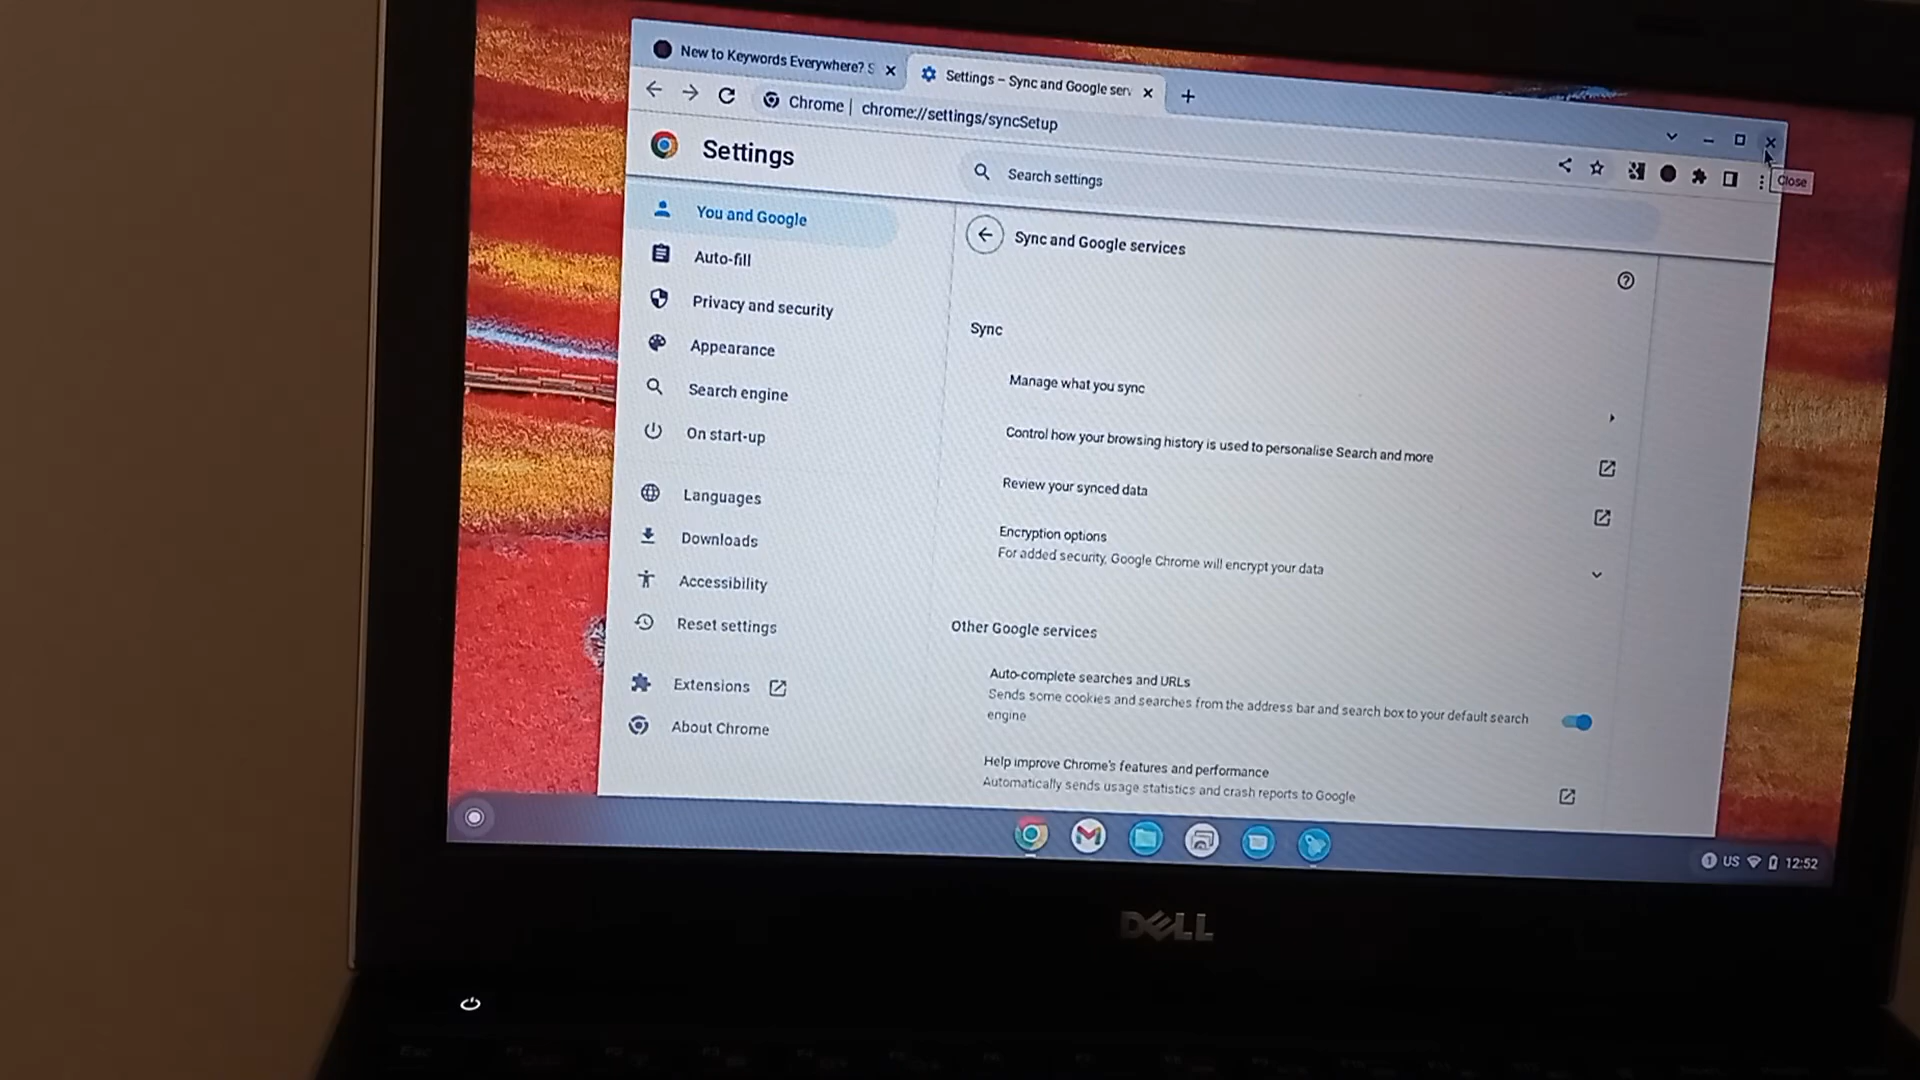 New to Keywords Everywhere? S
Settings – Sync and Google serv
Chrome | chrome://settings/syncSetup
Settings
Search settings
Close
You and Google
Auto-fill
Privacy and security
Appearance
Search engine
On start-up
Languages
Downloads
Accessibility
Reset settings
Extensions
About Chrome
Sync and Google services
Sync
Manage what you sync
Control how your browsing history is used to personalise Search and more
Review your synced data
Encryption options
For added security, Google Chrome will encrypt your data
Other Google services
Auto-complete searches and URLs
Sends some cookies and searches from the address bar and search box to your default search
engine
Help improve Chrome's features and performance
Automatically sends usage statistics and crash reports to Google
1 US 12:52
DELL
Esc